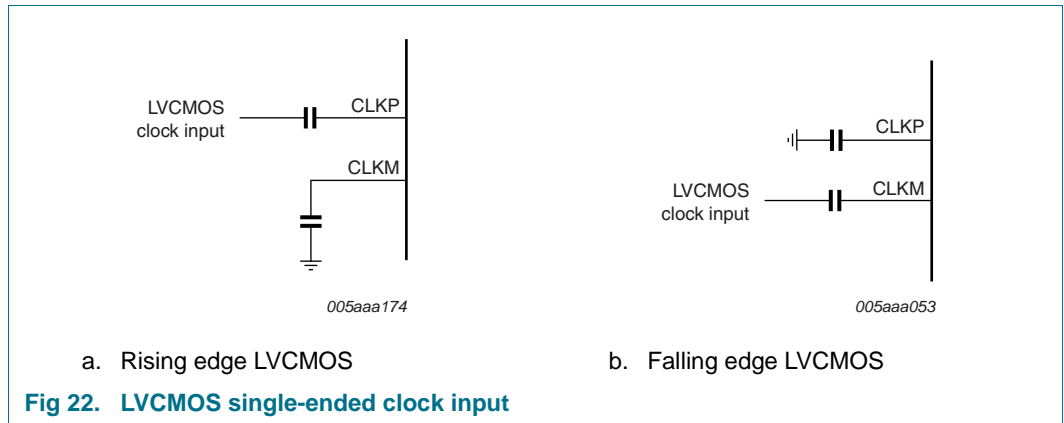 LVCMOS
clock input
CLKP
CLKM
005aaa174
a. Rising edge LVCMOS
CLKP
LVCMOS
clock input
CLKM
005aaa053
b. Falling edge LVCMOS
Fig 22. LVCMOS single-ended clock input